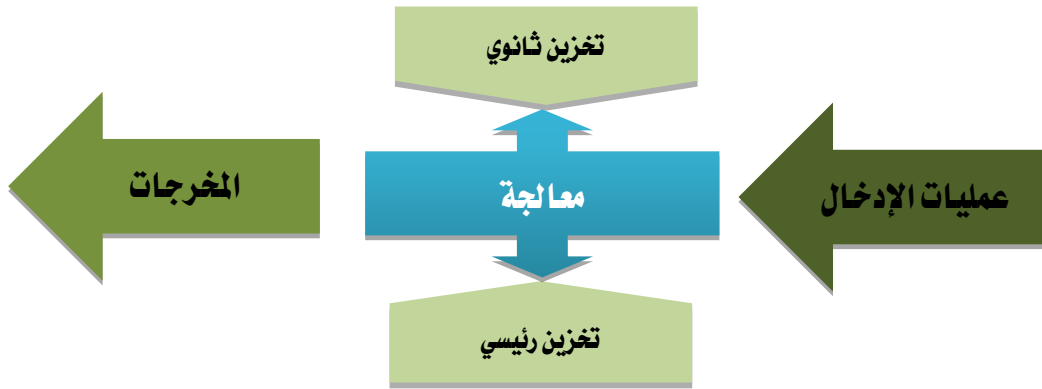 تخزين ثانوي
عمليات الإدخال
معالجة
المخرجات
تخزين رئيسي